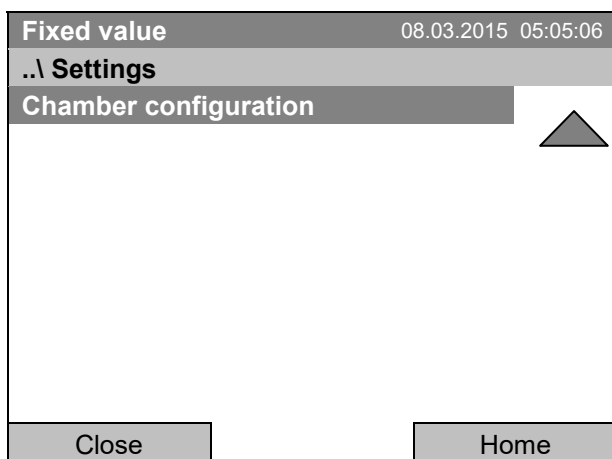 Fixed value 08.03.2015 05:05:06
..\ Settings
Chamber configuration
Close Home